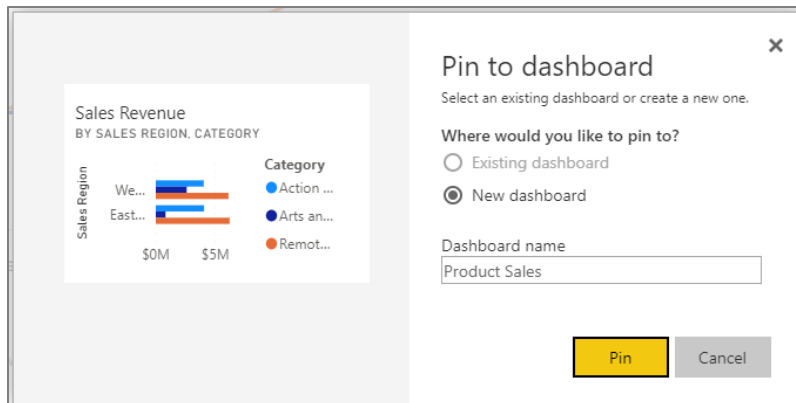 Sales Revenue
BY SALES REGION, CATEGORY
Sales Region
We...
East...
$0M $5M
Category
Action ...
Arts an...
Remot...
Pin to dashboard
Select an existing dashboard or create a new one.
Where would you like to pin to?
Existing dashboard
New dashboard
Dashboard name
Product Sales
Pin Cancel